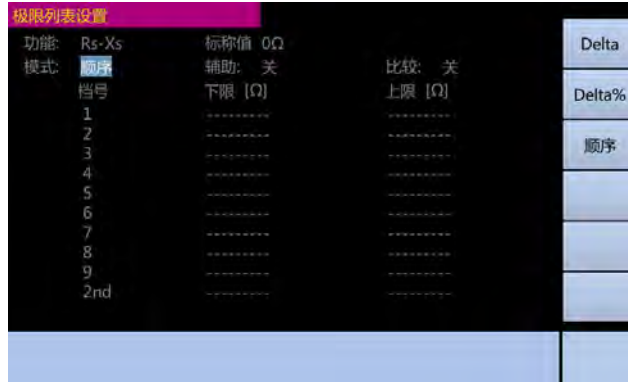 极限列表设置
功能: Rs-Xs 标称值 0Ω
模式: 顺序 辅助: 关 比较: 关
档号 下限 [Ω] 上限 [Ω]
1 --------- ---------
2 --------- ---------
3 --------- ---------
4 --------- ---------
5 --------- ---------
6 --------- ---------
7 --------- ---------
8 --------- ---------
9 --------- ---------
2nd --------- ---------
Delta
Delta%
顺序